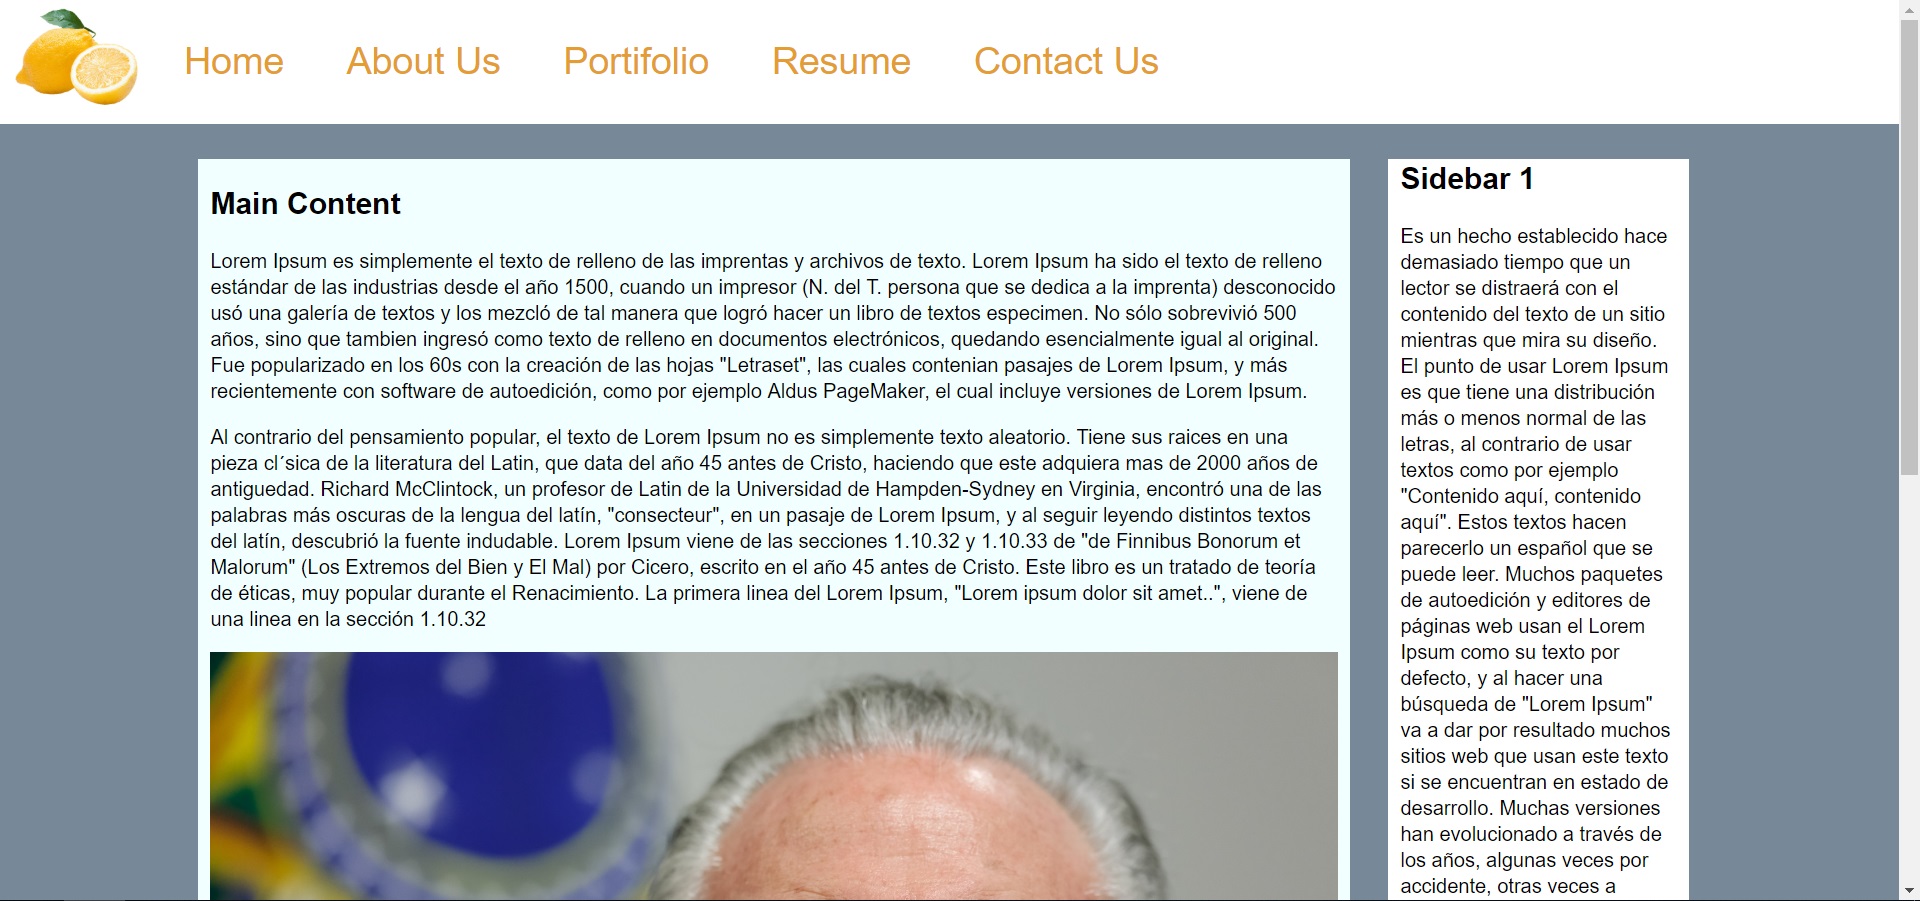 Home About Us Portifolio Resume Contact Us
Main Content
Lorem Ipsum es simplemente el texto de relleno de las imprentas y archivos de texto. Lorem Ipsum ha sido el texto de relleno
estándar de las industrias desde el año 1500, cuando un impresor (N. del T. persona que se dedica a la imprenta) desconocido
usó una galería de textos y los mezcló de tal manera que logró hacer un libro de textos especimen. No sólo sobrevivió 500
años, sino que tambien ingresó como texto de relleno en documentos electrónicos, quedando esencialmente igual al original.
Fue popularizado en los 60s con la creación de las hojas "Letraset", las cuales contenian pasajes de Lorem Ipsum, y más
recientemente con software de autoedición, como por ejemplo Aldus PageMaker, el cual incluye versiones de Lorem Ipsum.
Al contrario del pensamiento popular, el texto de Lorem Ipsum no es simplemente texto aleatorio. Tiene sus raices en una
pieza cl´sica de la literatura del Latin, que data del año 45 antes de Cristo, haciendo que este adquiera mas de 2000 años de
antiguedad. Richard McClintock, un profesor de Latin de la Universidad de Hampden-Sydney en Virginia, encontró una de las
palabras más oscuras de la lengua del latín, "consecteur", en un pasaje de Lorem Ipsum, y al seguir leyendo distintos textos
del latín, descubrió la fuente indudable. Lorem Ipsum viene de las secciones 1.10.32 y 1.10.33 de "de Finnibus Bonorum et
Malorum" (Los Extremos del Bien y El Mal) por Cicero, escrito en el año 45 antes de Cristo. Este libro es un tratado de teoría
de éticas, muy popular durante el Renacimiento. La primera linea del Lorem Ipsum, "Lorem ipsum dolor sit amet..", viene de
una linea en la sección 1.10.32
Sidebar 1
Es un hecho establecido hace
demasiado tiempo que un
lector se distraerá con el
contenido del texto de un sitio
mientras que mira su diseño.
El punto de usar Lorem Ipsum
es que tiene una distribución
más o menos normal de las
letras, al contrario de usar
textos como por ejemplo
"Contenido aquí, contenido
aquí". Estos textos hacen
parecerlo un español que se
puede leer. Muchos paquetes
de autoedición y editores de
páginas web usan el Lorem
Ipsum como su texto por
defecto, y al hacer una
búsqueda de "Lorem Ipsum"
va a dar por resultado muchos
sitios web que usan este texto
si se encuentran en estado de
desarrollo. Muchas versiones
han evolucionado a través de
los años, algunas veces por
accidente, otras veces a